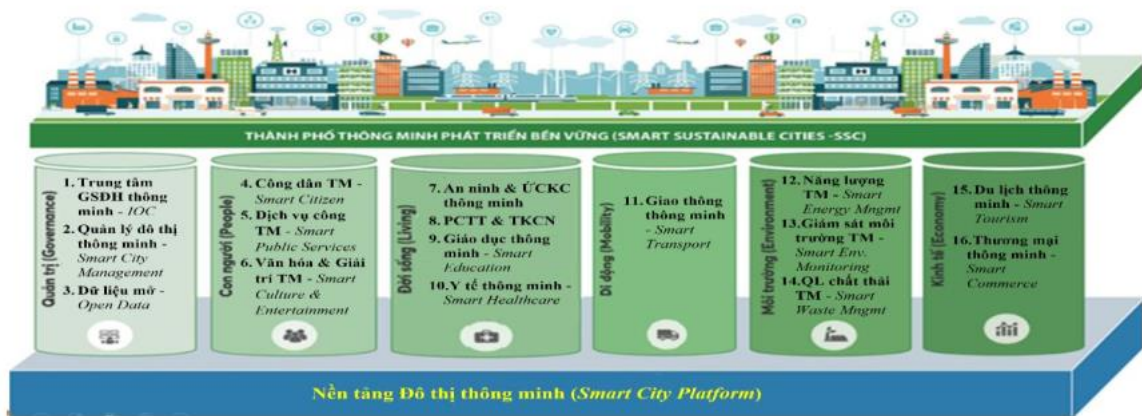 THÀNH PHỐ THÔNG MINH PHÁT TRIỂN BỀN VỮNG (SMART SUSTAINABLE CITIES -SSC)
Quản trị (Governance)
1. Trung tâm
GSĐH thông
minh - IOC
2. Quản lý đô thị
thông minh -
Smart City
Management
3. Dữ liệu mở -
Open Data
Con người (People)
4. Công dân TM -
Smart Citizen
5. Dịch vụ công
TM - Smart
Public Services
6. Văn hóa & Giải
trí TM - Smart
Culture &
Entertainment
Đời sống (Living)
7. An ninh & ƯCKC
thông minh
8. PCTT & TKCN
9. Giáo dục thông
minh - Smart
Education
10. Y tế thông minh -
Smart Healthcare
Di động (Mobility)
11. Giao thông
thông minh
- Smart
Transport
Môi trường (Environment)
12. Năng lượng
TM - Smart
Energy Mngmt
13. Giám sát môi
trường TM -
Smart Env.
Monitoring
14. QL chất thải
TM - Smart
Waste Mngmt
Kinh tế (Economy)
15. Du lịch thông
minh - Smart
Tourism
16. Thương mại
thông minh -
Smart
Commerce
Nền tảng Đô thị thông minh (Smart City Platform)